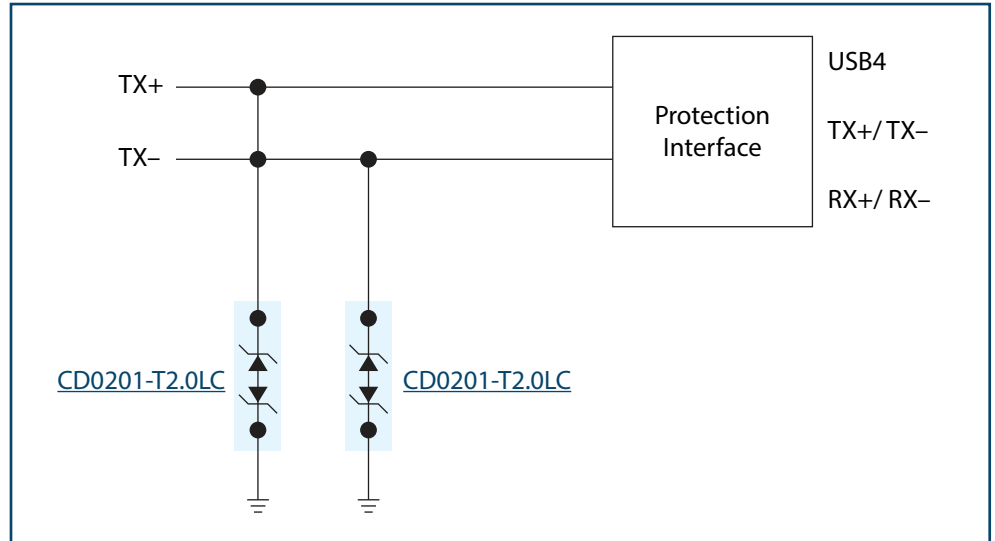 TX+
TX–
Protection
Interface
USB4
TX+/ TX–
RX+/ RX–
CD0201-T2.0LC
CD0201-T2.0LC